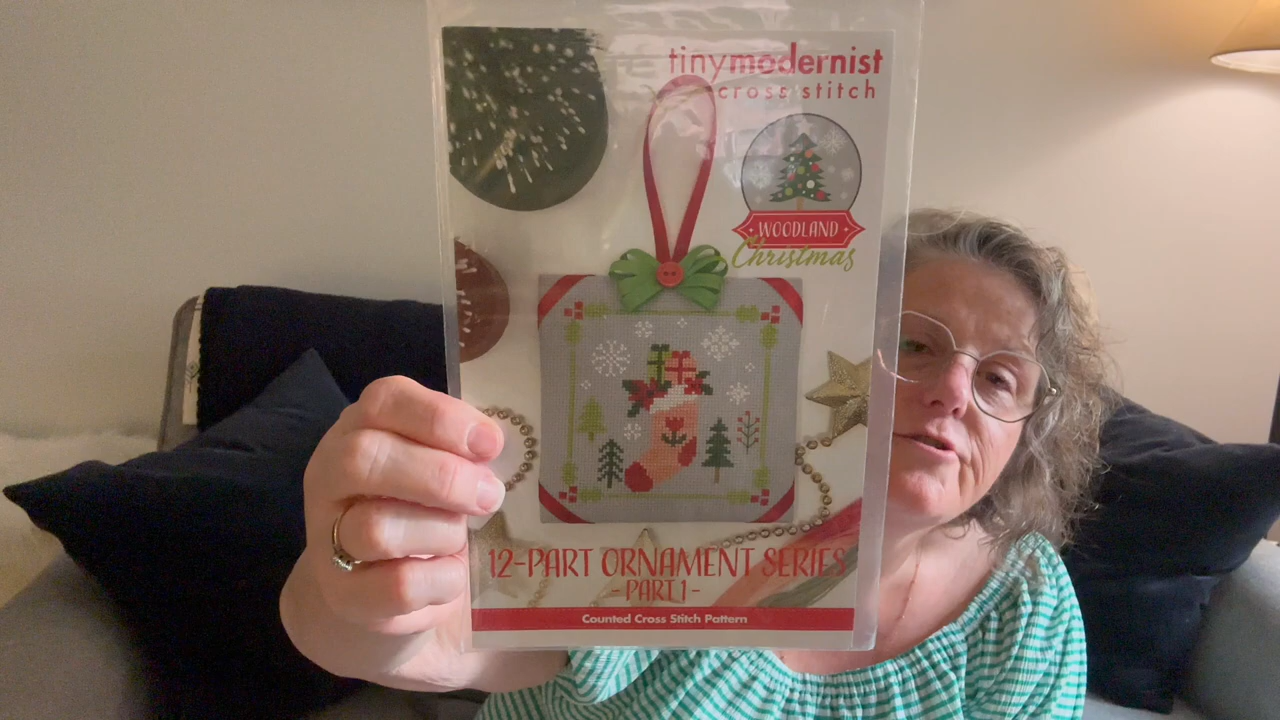 tinymodernist
cross stitch
WOODLAND
Christmas
12-PART ORNAMENT SERIES
- PART 1 -
Counted Cross Stitch Pattern